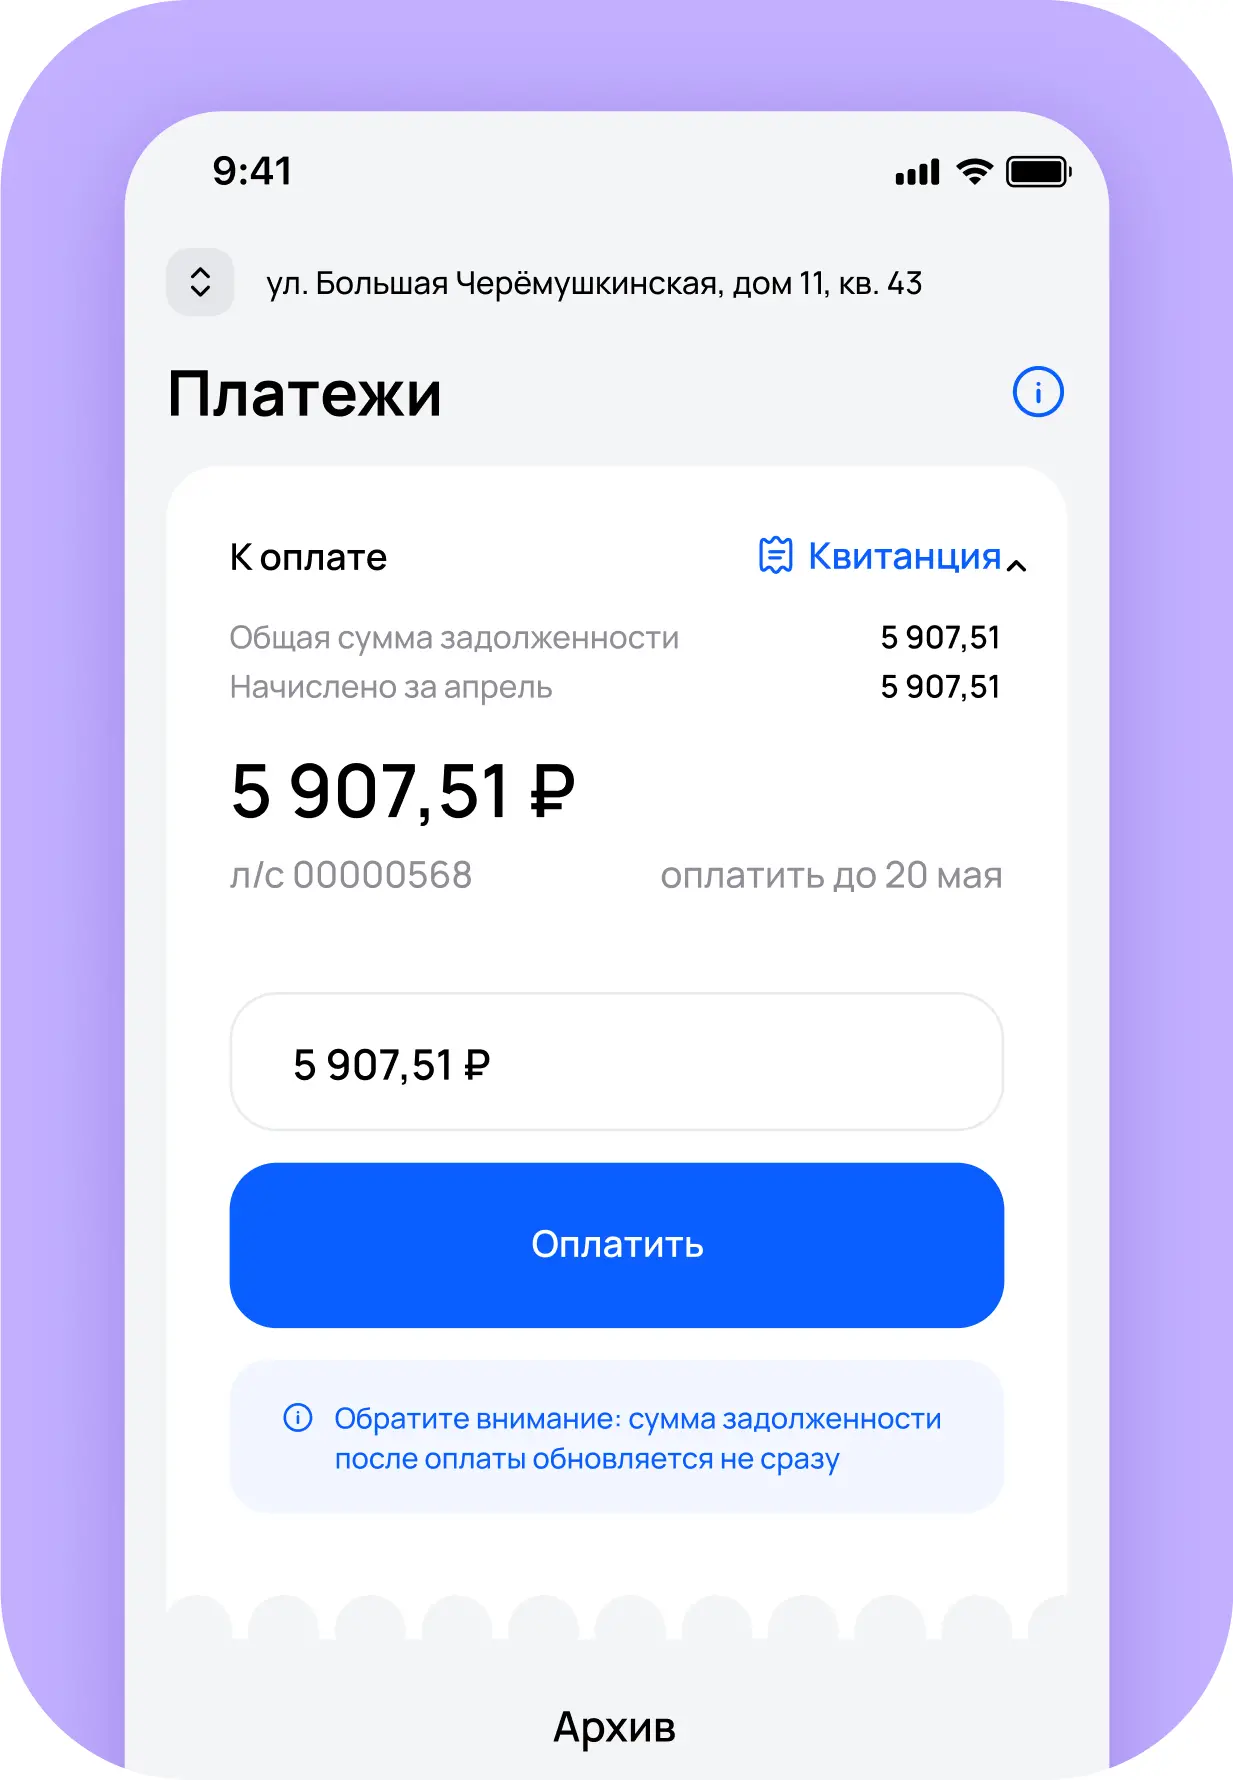 9:41
ул. Большая Черёмушкинская, дом 11, кв. 43
Платежи
К оплате Квитанция
Общая сумма задолженности 5 907,51
Начислено за апрель 5 907,51
5 907,51 ₽
л/с 00000568 оплатить до 20 мая
5 907,51 ₽
Оплатить
Обратите внимание: сумма задолженности
после оплаты обновляется не сразу
Архив